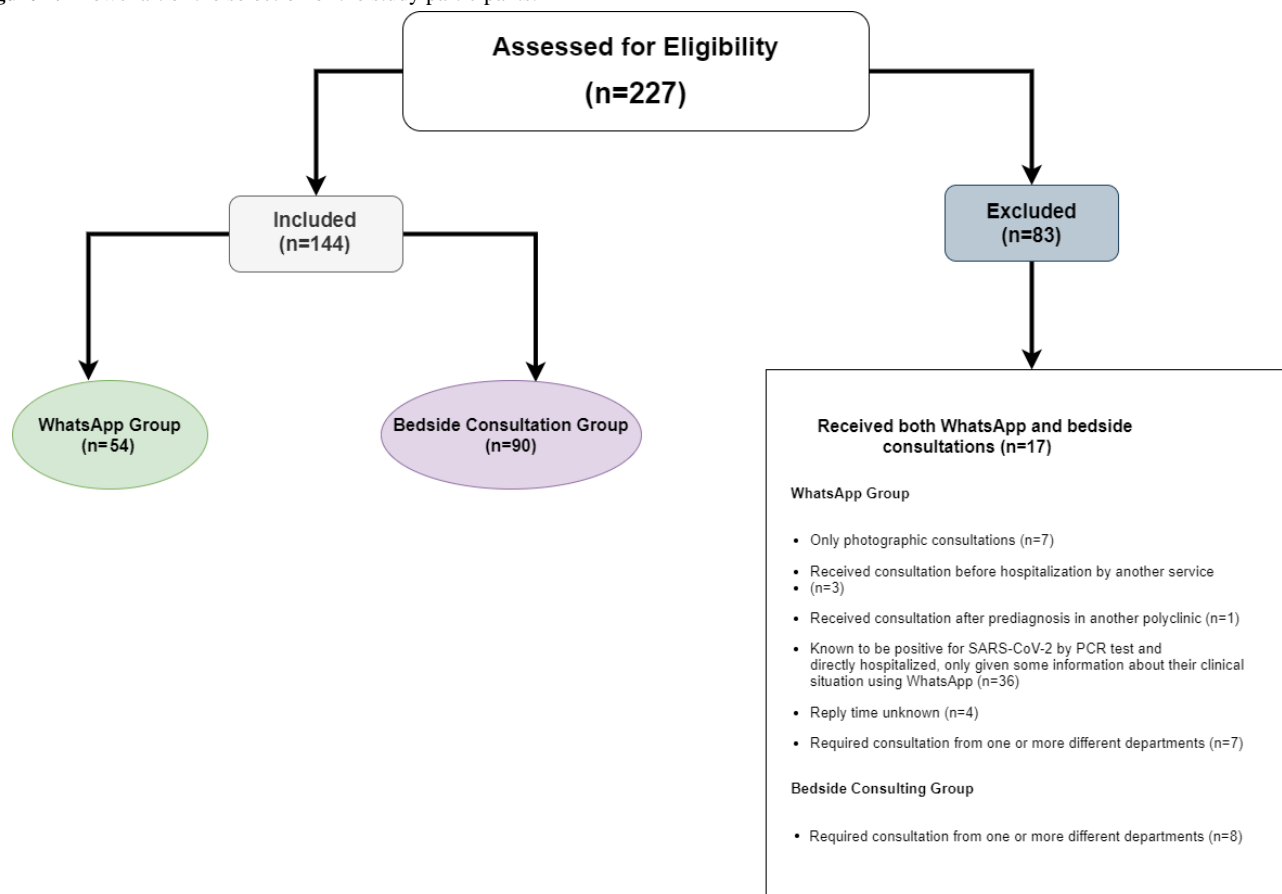 Assessed for Eligibility
(n=227)
Included
(n=144)
Excluded
(n=83)
WhatsApp Group
(n=54)
Bedside Consultation Group
(n=90)
Received both WhatsApp and bedside
consultations (n=17)
WhatsApp Group
• Only photographic consultations (n=7)
• Received consultation before hospitalization by another service
• (n=3)
• Received consultation after prediagnosis in another polyclinic (n=1)
• Known to be positive for SARS-CoV-2 by PCR test and
directly hospitalized, only given some information about their clinical
situation using WhatsApp (n=36)
• Reply time unknown (n=4)
• Required consultation from one or more different departments (n=7)
Bedside Consulting Group
• Required consultation from one or more different departments (n=8)